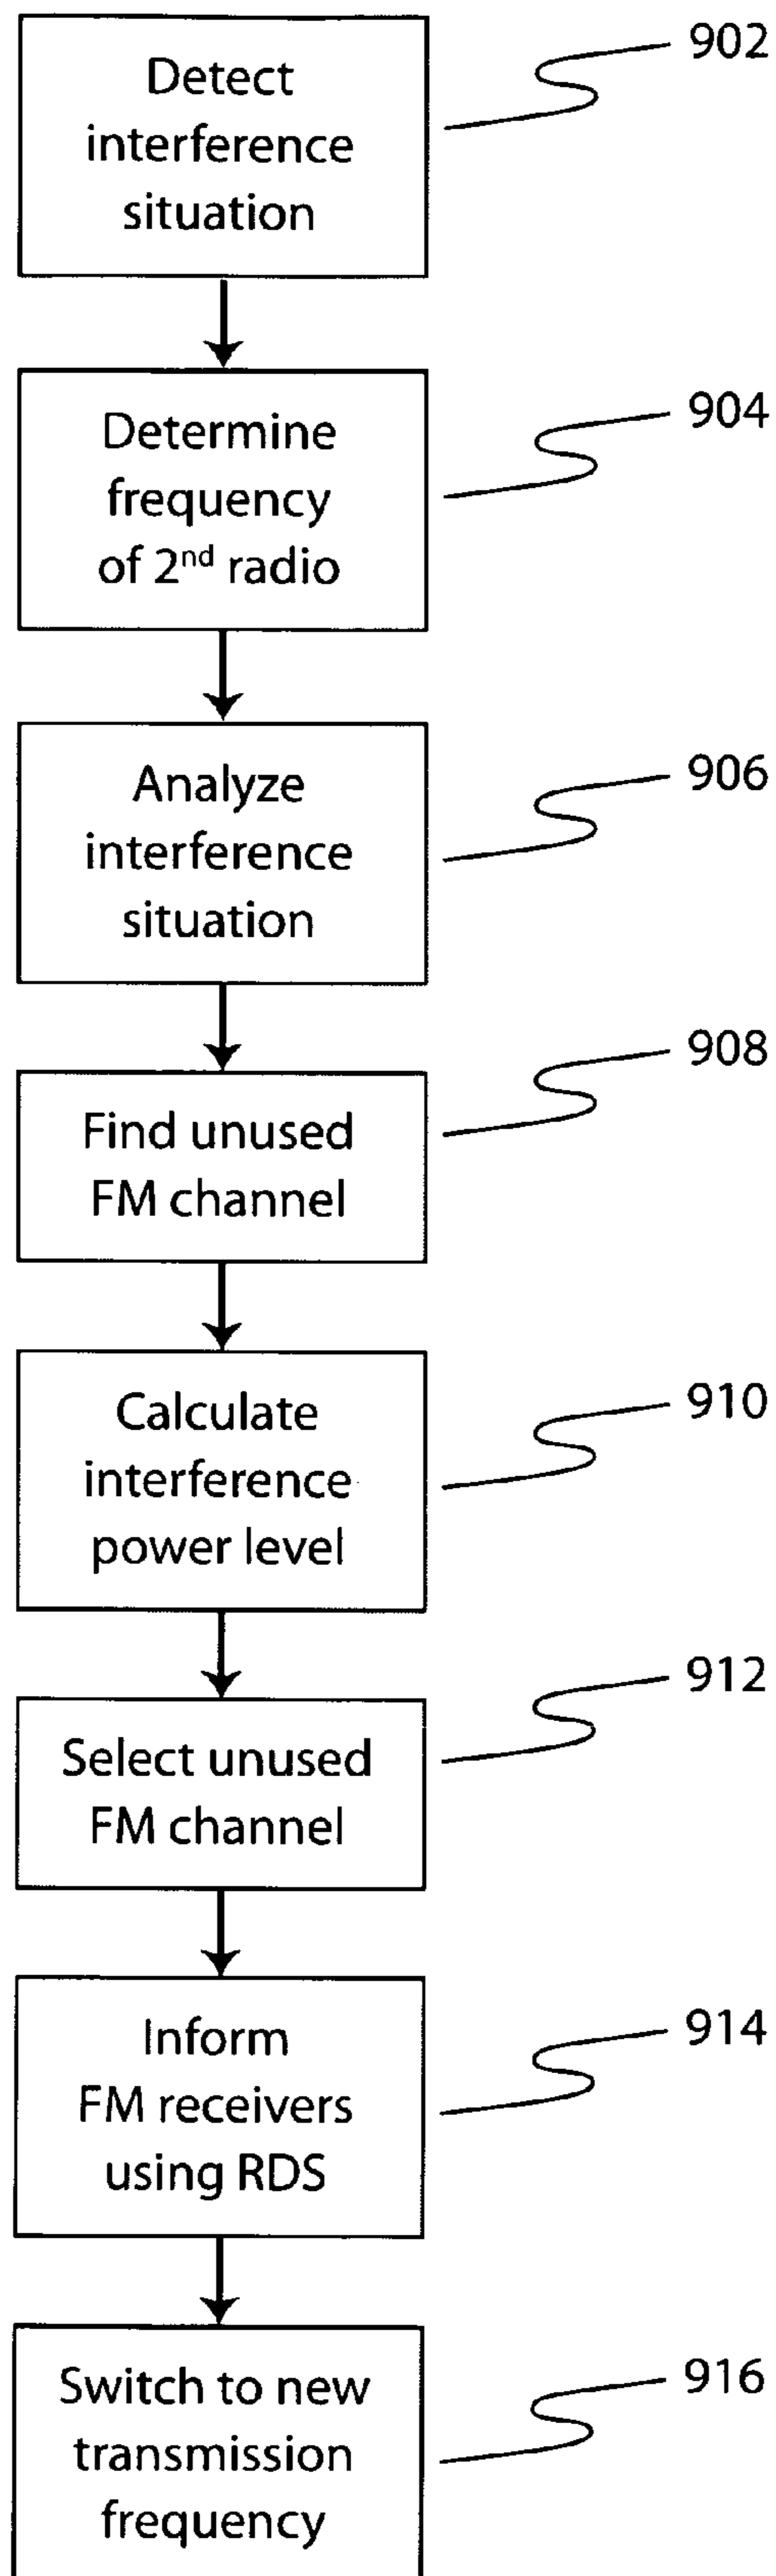 Detect
interference
situation
902
Determine
frequency
of 2nd radio
904
Analyze
interference
situation
906
Find unused
FM channel
908
Calculate
interference
power level
910
Select unused
FM channel
912
Inform
FM receivers
using RDS
914
Switch to new
transmission
frequency
916